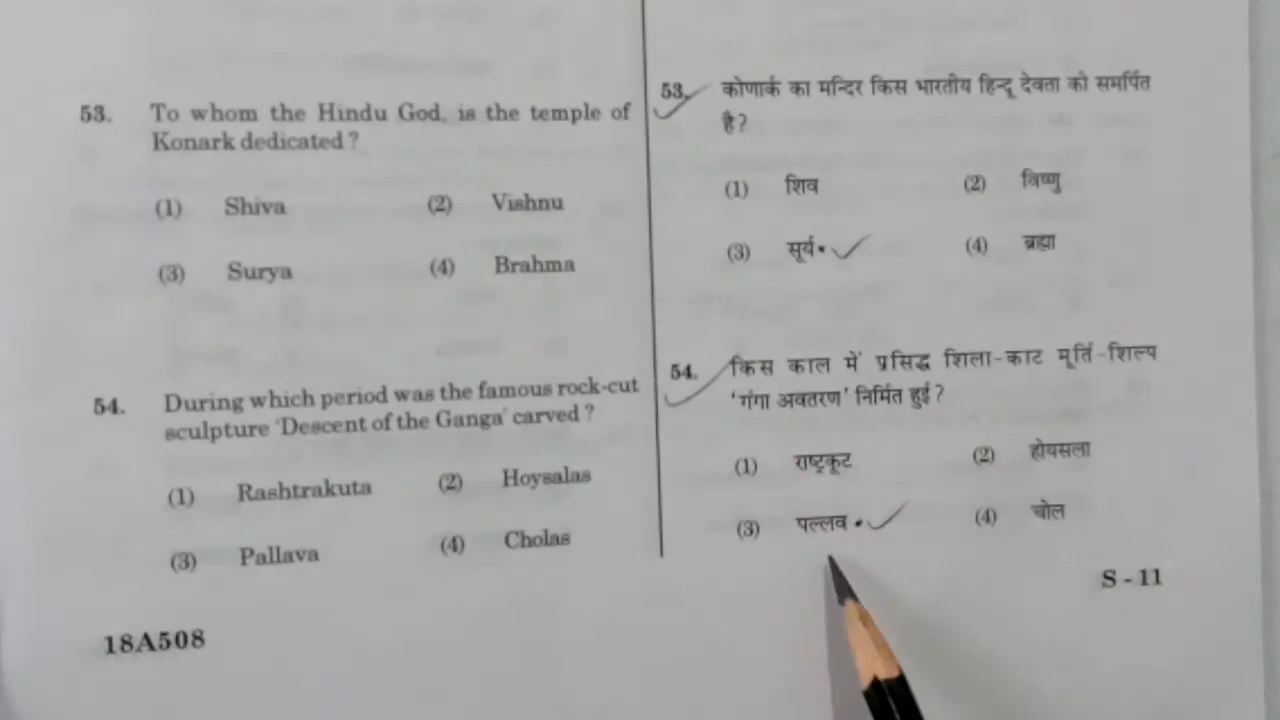 53. To whom the Hindu God, is the temple of
Konark dedicated ?
(1) Shiva (2) Vishnu
(3) Surya (4) Brahma
54. During which period was the famous rock-cut
sculpture 'Descent of the Ganga' carved ?
(1) Rashtrakuta (2) Hoysalas
(3) Pallava (4) Cholas
18A508
53. कोणार्क का मन्दिर किस भारतीय हिन्दू देवता को समर्पित
है?
(1) शिव (2) विष्णु
(3) सूर्य (4) ब्रह्मा
54. किस काल में प्रसिद्ध शिला-काट मूर्ति-शिल्प
'गंगा अवतरण' निर्मित हुई?
(1) राष्ट्रकूट (2) होयसला
(3) पल्लव (4) चोल
S - 11